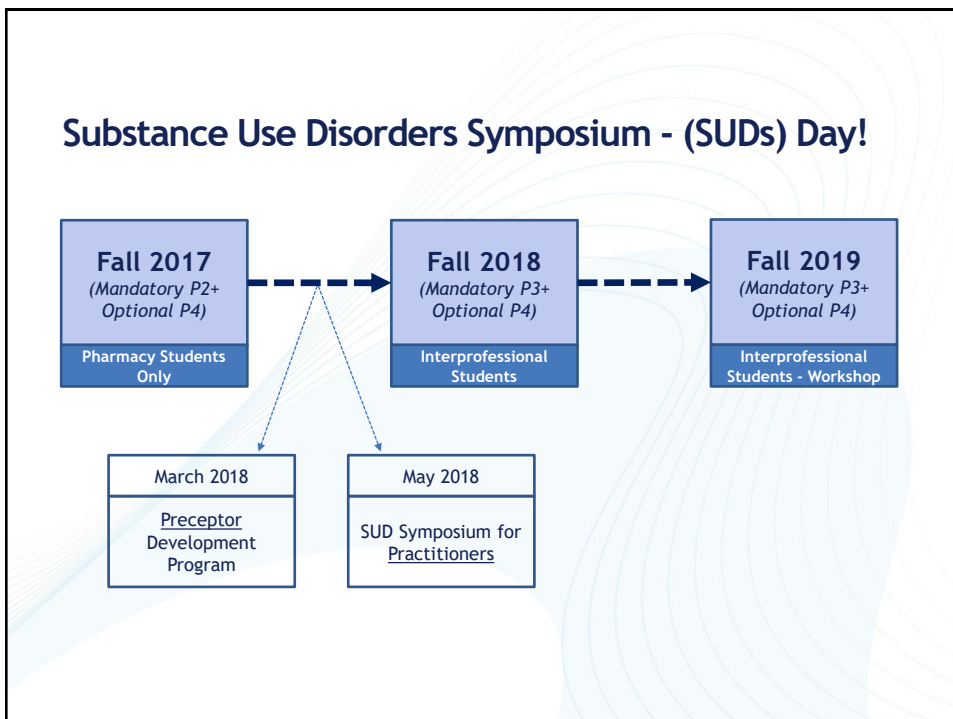 Substance Use Disorders Symposium - (SUDs) Day!
Fall 2017
(Mandatory P2+
Optional P4)
Pharmacy Students
Only
Fall 2018
(Mandatory P3+
Optional P4)
Interprofessional
Students
Fall 2019
(Mandatory P3+
Optional P4)
Interprofessional
Students - Workshop
March 2018
Preceptor
Development
Program
May 2018
SUD Symposium for
Practitioners